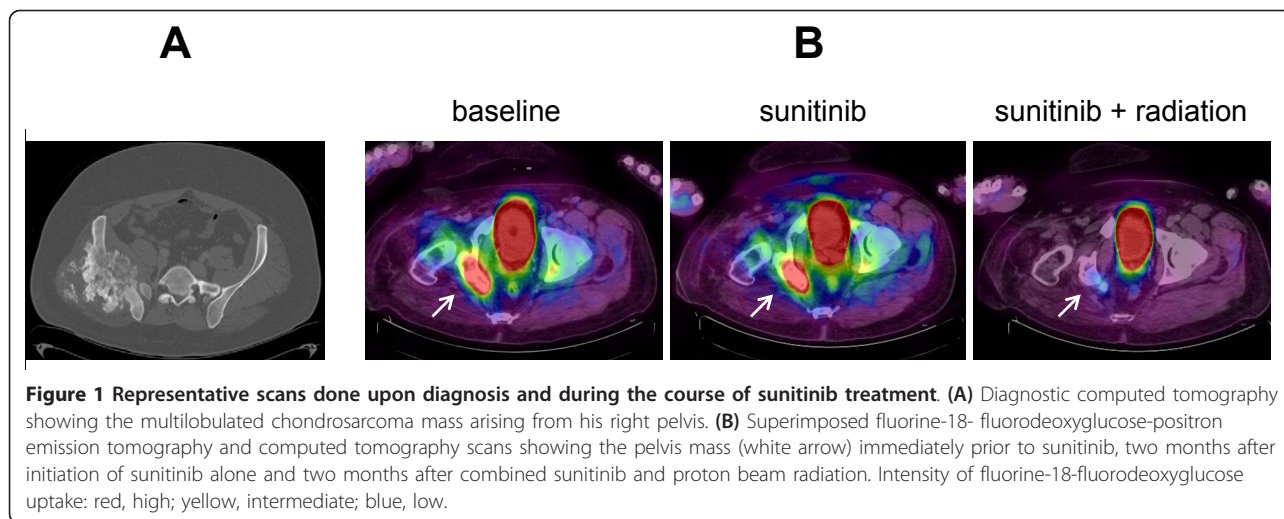 A
B
baseline
sunitinib
sunitinib + radiation
Figure 1 Representative scans done upon diagnosis and during the course of sunitinib treatment. (A) Diagnostic computed tomography
showing the multilobulated chondrosarcoma mass arising from his right pelvis. (B) Superimposed fluorine-18- fluorodeoxyglucose-positron
emission tomography and computed tomography scans showing the pelvis mass (white arrow) immediately prior to sunitinib, two months after
initiation of sunitinib alone and two months after combined sunitinib and proton beam radiation. Intensity of fluorine-18-fluorodeoxyglucose
uptake: red, high; yellow, intermediate; blue, low.